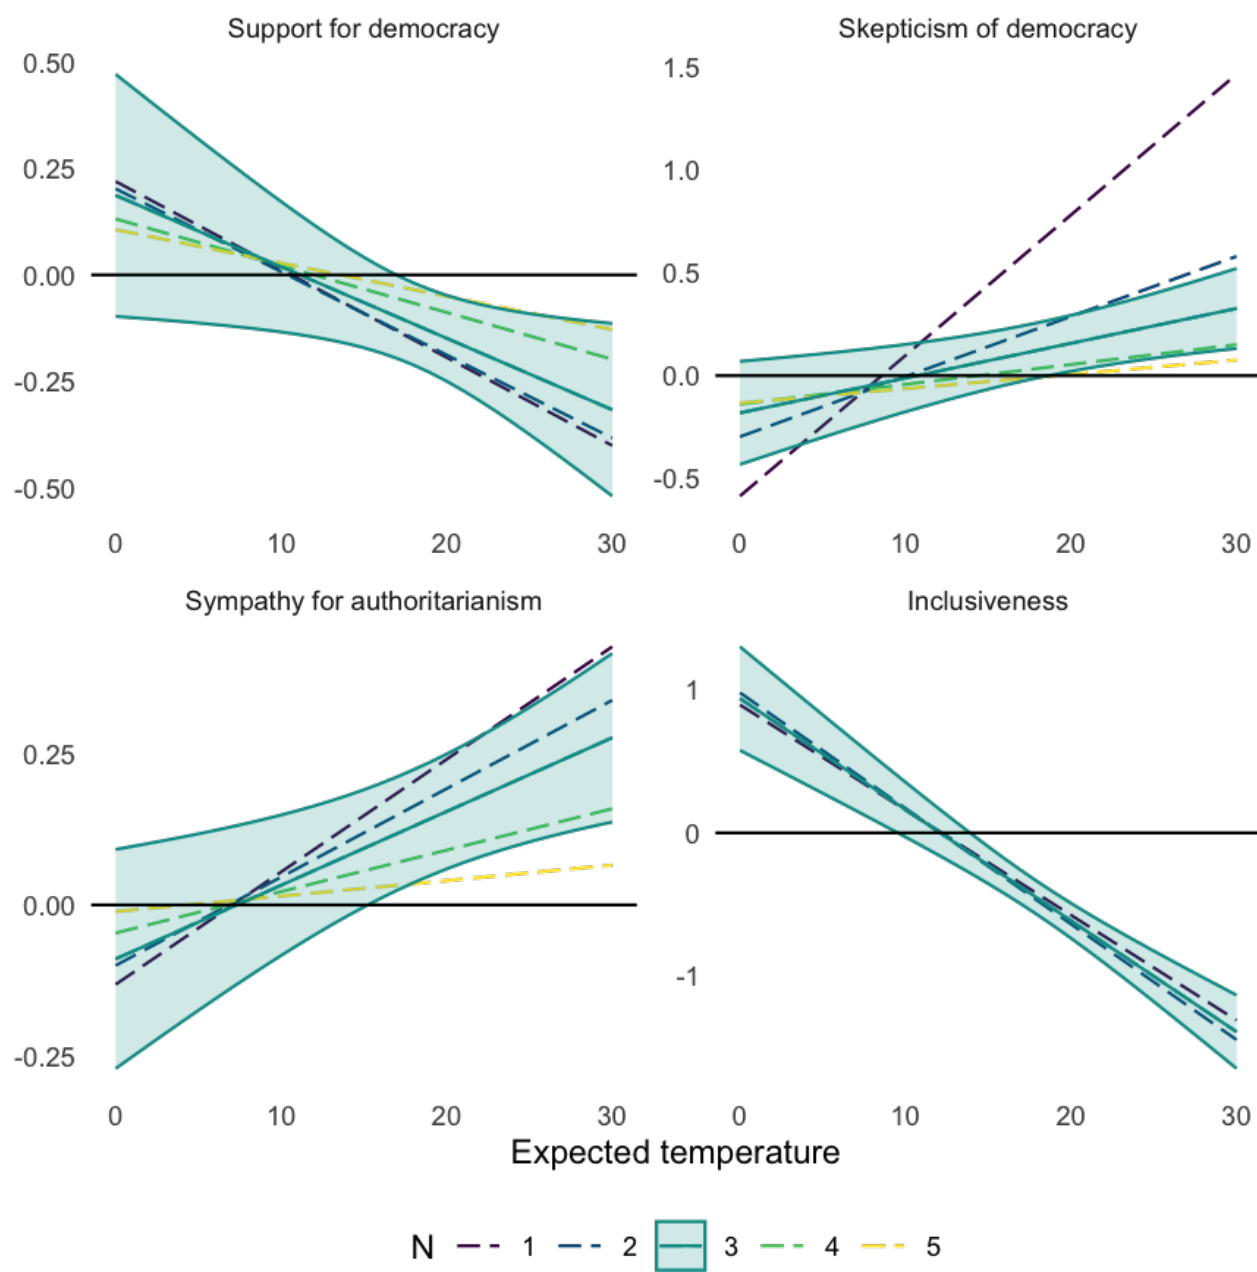 Support for democracy
0.50
0.25
0.00
-0.25
-0.50
0 10 20 30
Skepticism of democracy
1.5
1.0
0.5
0.0
-0.5
0 10 20 30
Sympathy for authoritarianism
0.25
0.00
-0.25
0 10 20 30
Inclusiveness
1
0
-1
0 10 20 30
Expected temperature
N 1 2 3 4 5